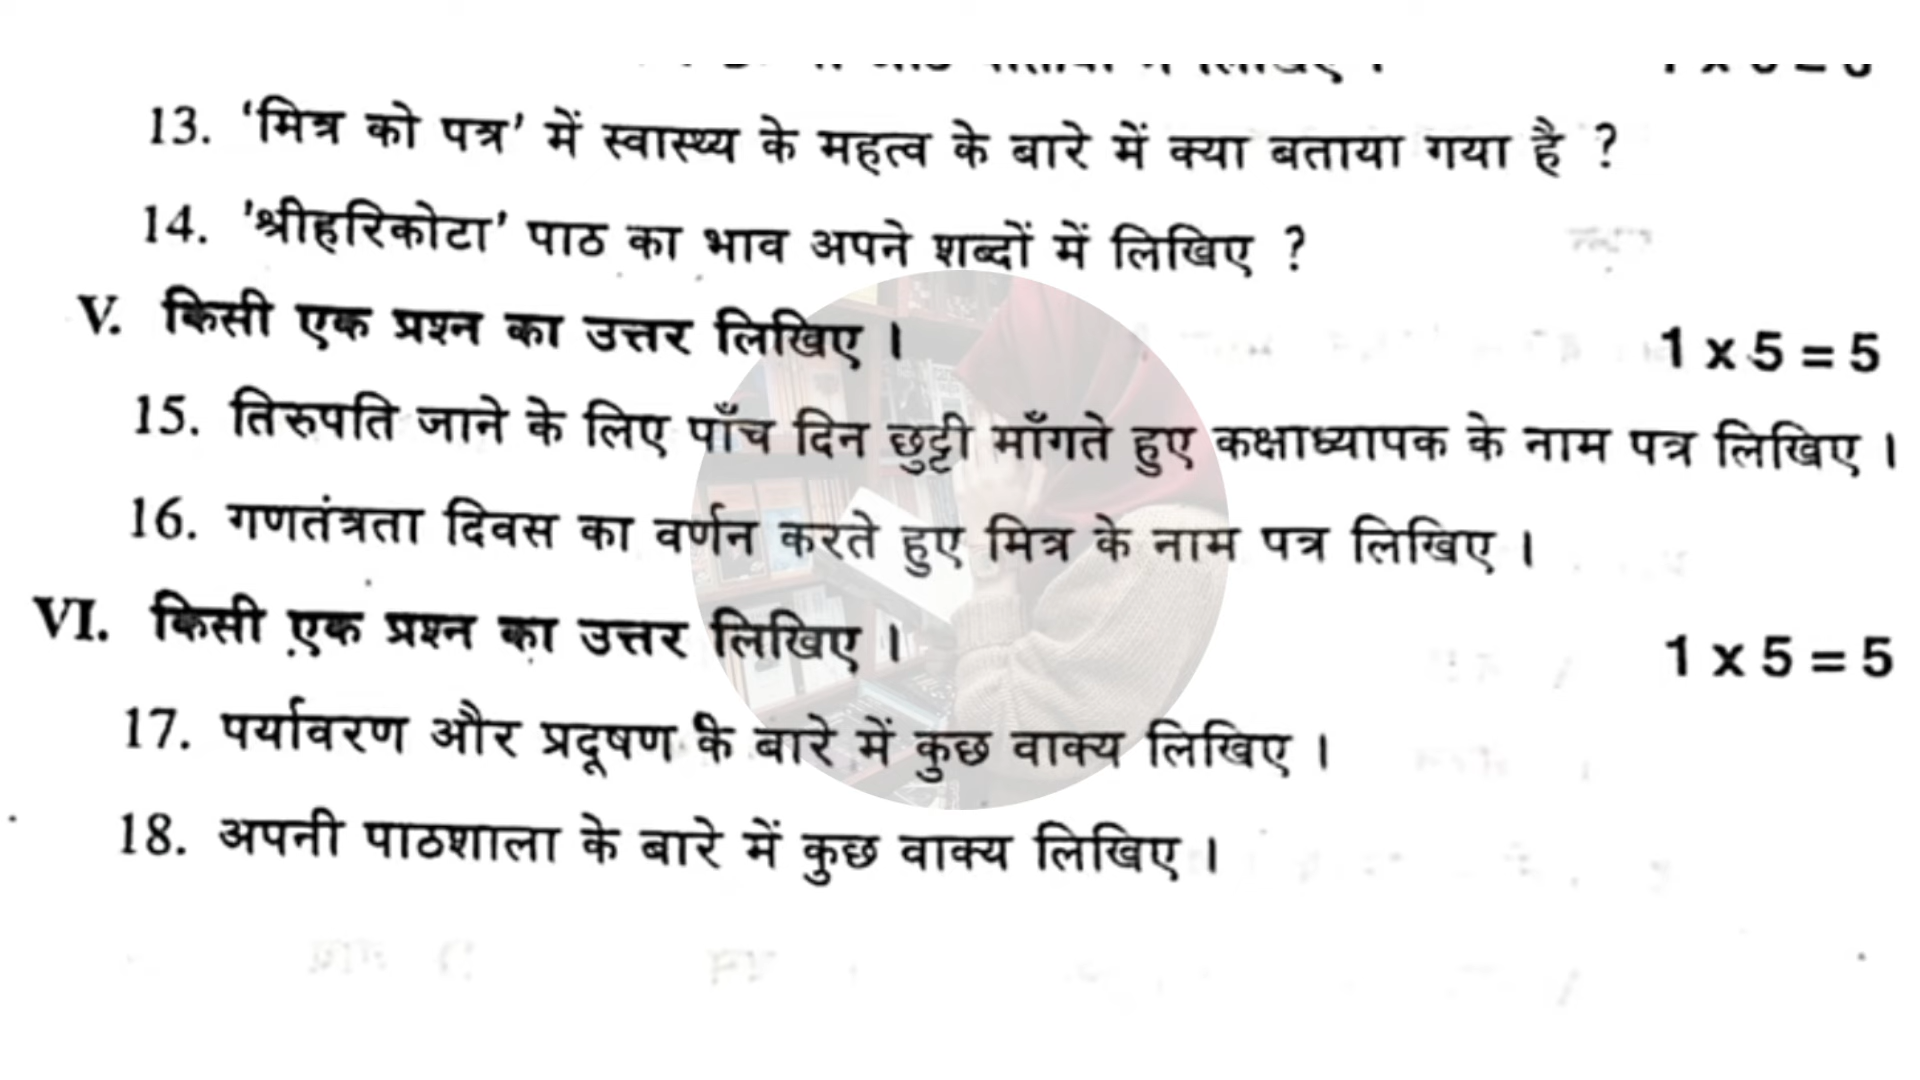 लिखिए ।
13. ‘मित्र को पत्र’ में स्वास्थ्य के महत्व के बारे में क्या बताया गया है ?
14. ’श्रीहरिकोटा’ पाठ का भाव अपने शब्दों में लिखिए ?
V. किसी एक प्रश्न का उत्तर लिखिए । 1 x 5 = 5
15. तिरुपति जाने के लिए पाँच दिन छुट्टी माँगते हुए कक्षाध्यापक के नाम पत्र लिखिए ।
16. गणतंत्रता दिवस का वर्णन करते हुए मित्र के नाम पत्र लिखिए ।
VI. किसी एक प्रश्न का उत्तर लिखिए । 1 x 5 = 5
17. पर्यावरण और प्रदूषण के बारे में कुछ वाक्य लिखिए ।
18. अपनी पाठशाला के बारे में कुछ वाक्य लिखिए ।